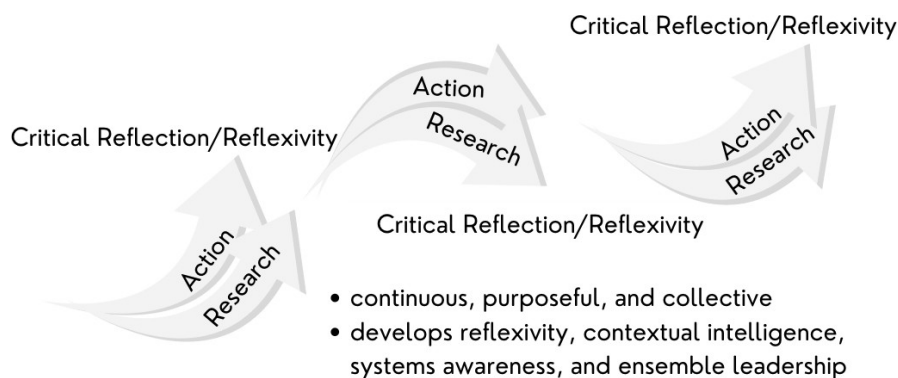 Critical Reflection/Reflexivity
Action
Research
Critical Reflection/Reflexivity
Action
Research
Critical Reflection/Reflexivity
Action
Research
• continuous, purposeful, and collective
• develops reflexivity, contextual intelligence,
systems awareness, and ensemble leadership